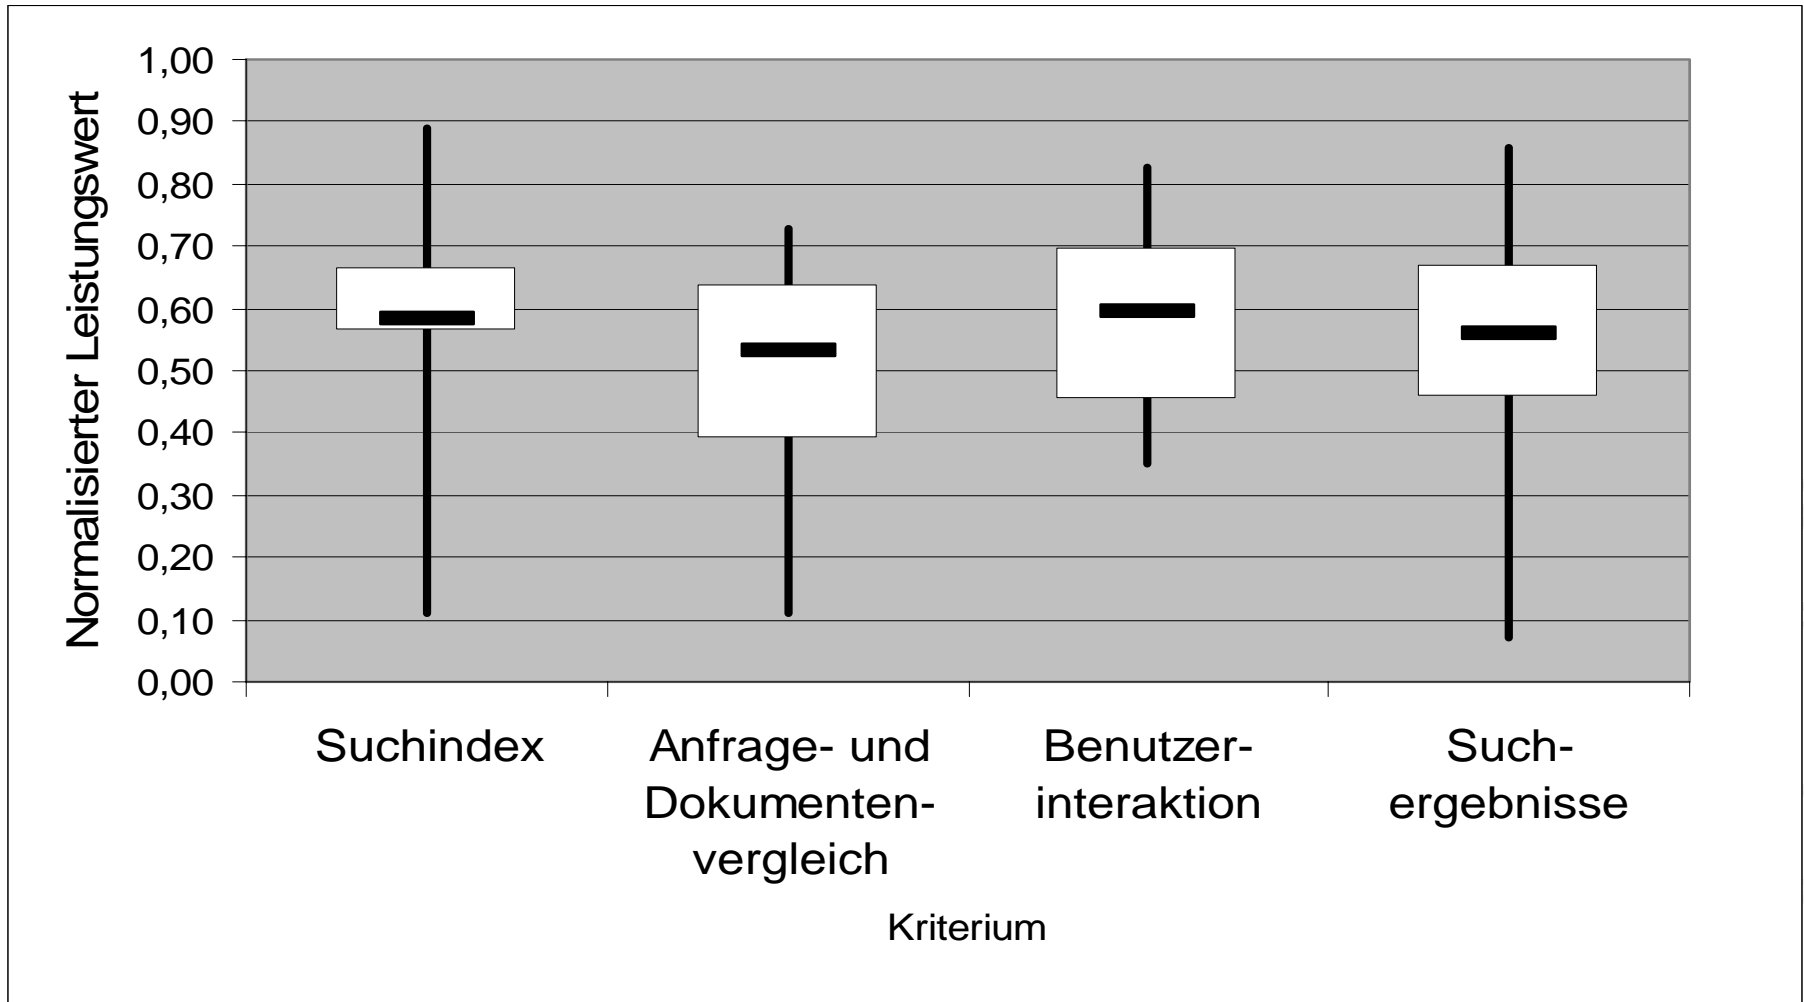 Normalisierter Leistungswert
1,00
0,90
0,80
0,70
0,60
0,50
0,40
0,30
0,20
0,10
0,00
Suchindex
Anfrage- und
Dokumenten-
vergleich
Benutzer-
interaktion
Such-
ergebnisse
Kriterium